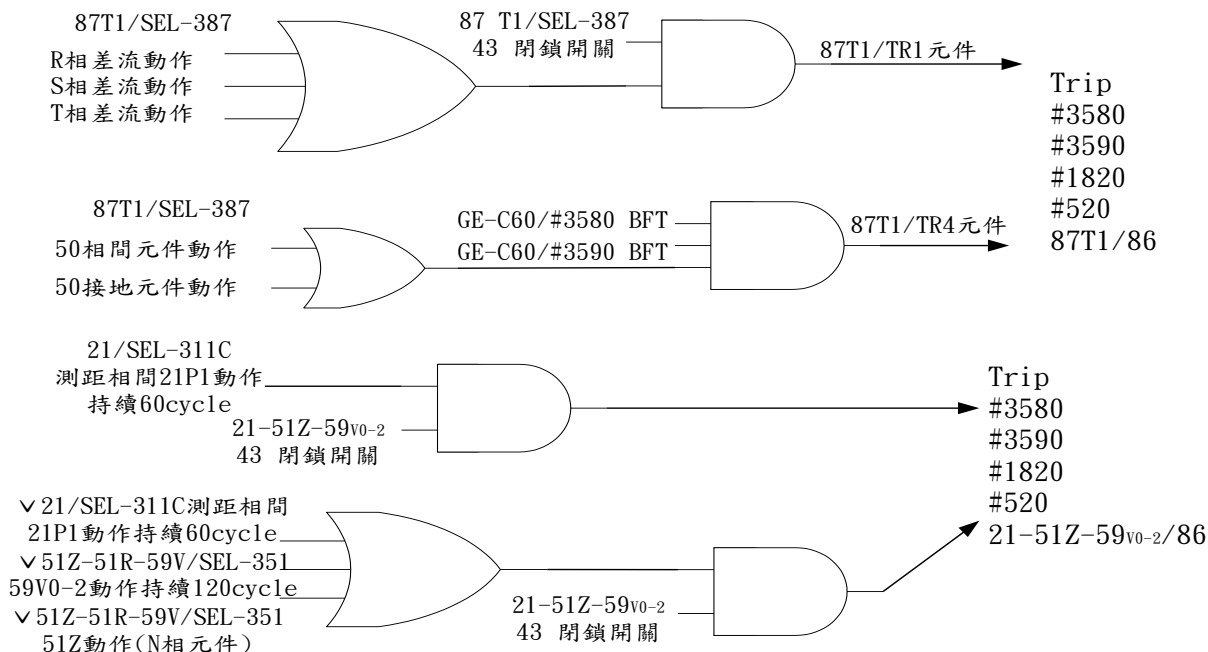 87T1/SEL-387
R相差流動作
S相差流動作
T相差流動作
87 T1/SEL-387
43 閉鎖開關
87T1/TR1元件
87T1/SEL-387
50相間元件動作
50接地元件動作
GE-C60/#3580 BFT
GE-C60/#3590 BFT
87T1/TR4元件
Trip
#3580
#3590
#1820
#520
87T1/86
21/SEL-311C
測距相間21P1動作
持續60cycle
21-51Z-59V0-2
43 閉鎖開關
∨21/SEL-311C測距相間
21P1動作持續60cycle
∨51Z-51R-59V/SEL-351
59V0-2動作持續120cycle
∨51Z-51R-59V/SEL-351
51Z動作(N相元件)
21-51Z-59V0-2
43 閉鎖開關
Trip
#3580
#3590
#1820
#520
21-51Z-59V0-2/86